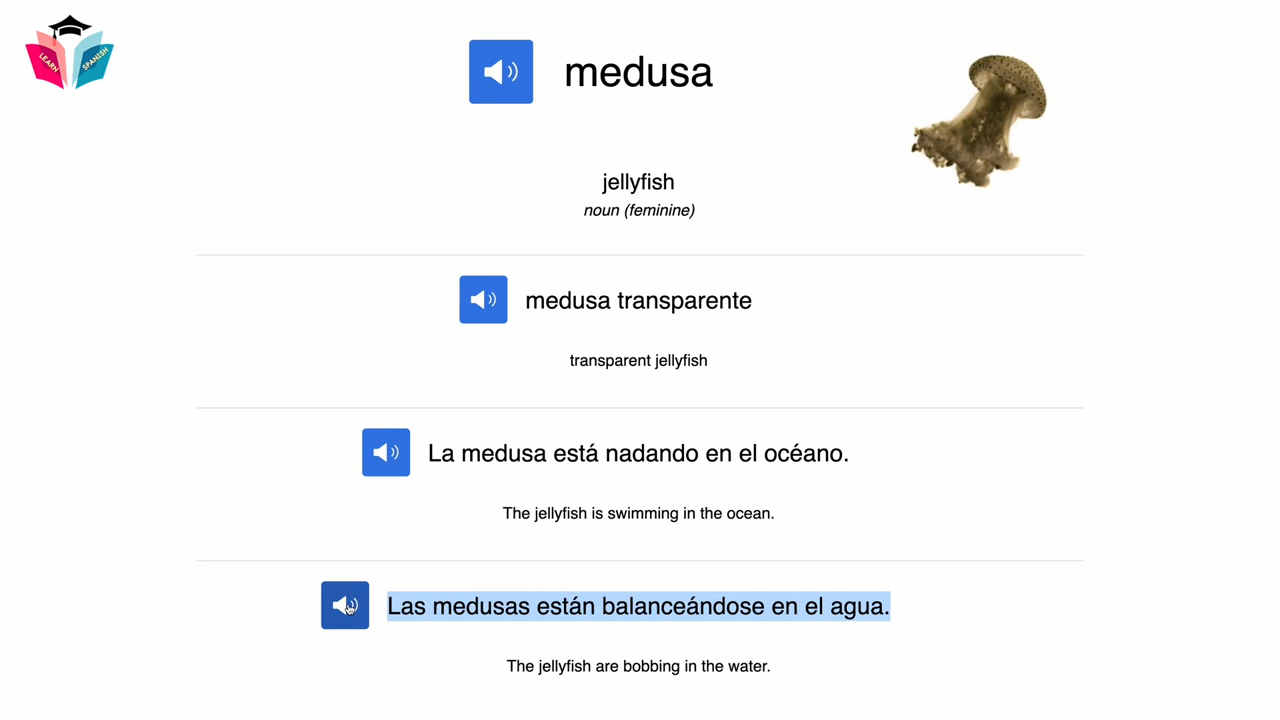 LEARN
SPANISH
medusa
jellyfish
noun (feminine)
medusa transparente
transparent jellyfish
La medusa está nadando en el océano.
The jellyfish is swimming in the ocean.
Las medusas están balanceándose en el agua.
The jellyfish are bobbing in the water.